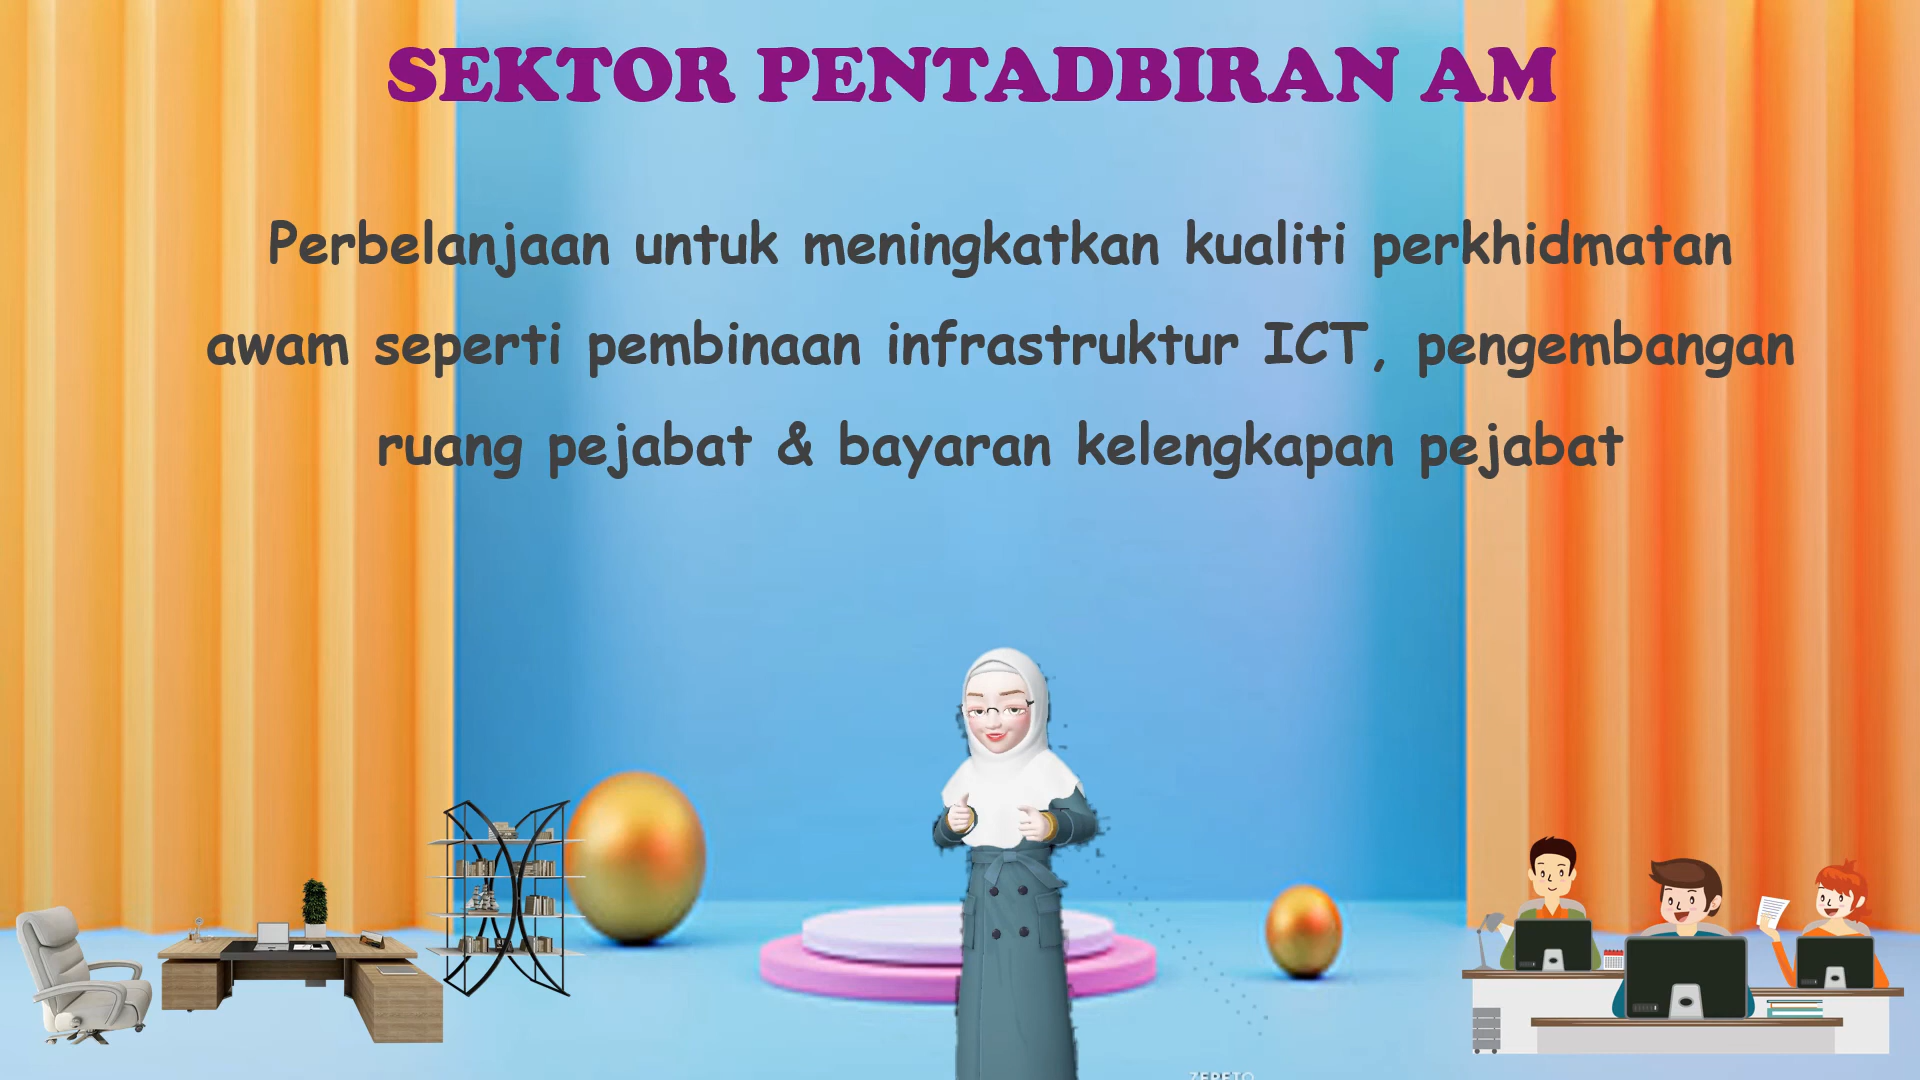 SEKTOR PENTADBIRAN AM
Perbelanjaan untuk meningkatkan kualiti perkhidmatan
awam seperti pembinaan infrastruktur ICT, pengembangan
ruang pejabat & bayaran kelengkapan pejabat
ZEPETO